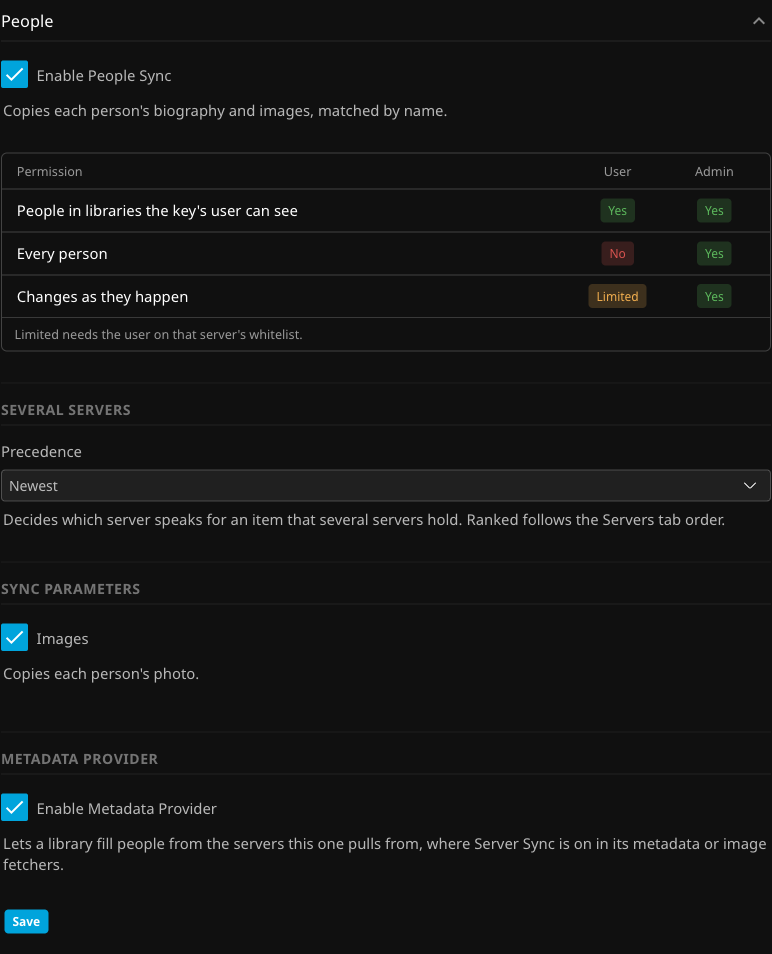 People
Enable People Sync
Copies each person's biography and images, matched by name.
Permission User Admin
People in libraries the key's user can see Yes Yes
Every person No Yes
Changes as they happen Limited Yes
Limited needs the user on that server's whitelist.
SEVERAL SERVERS
Precedence
Newest
Decides which server speaks for an item that several servers hold. Ranked follows the Servers tab order.
SYNC PARAMETERS
Images
Copies each person's photo.
METADATA PROVIDER
Enable Metadata Provider
Lets a library fill people from the servers this one pulls from, where Server Sync is on in its metadata or image
fetchers.
Save